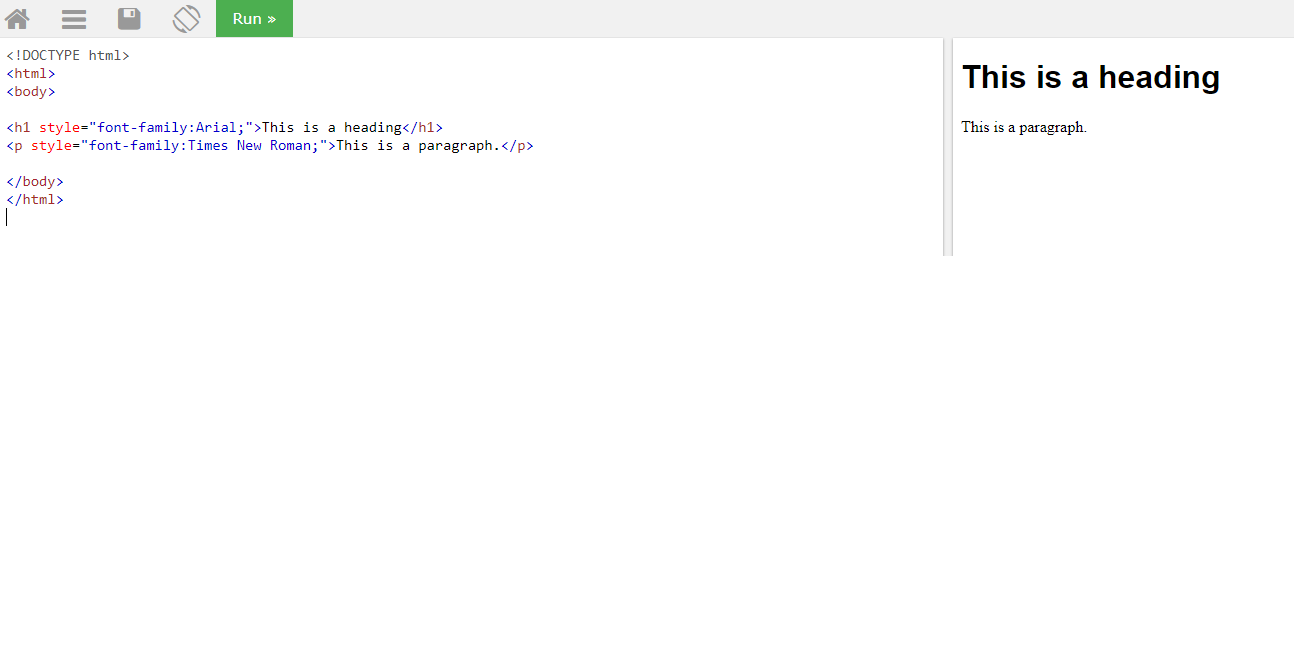 Run »
<!DOCTYPE html>
<html>
<body>
<h1 style="font-family:Arial;">This is a heading</h1>
<p style="font-family:Times New Roman;">This is a paragraph.</p>
</body>
</html>
This is a heading
This is a paragraph.